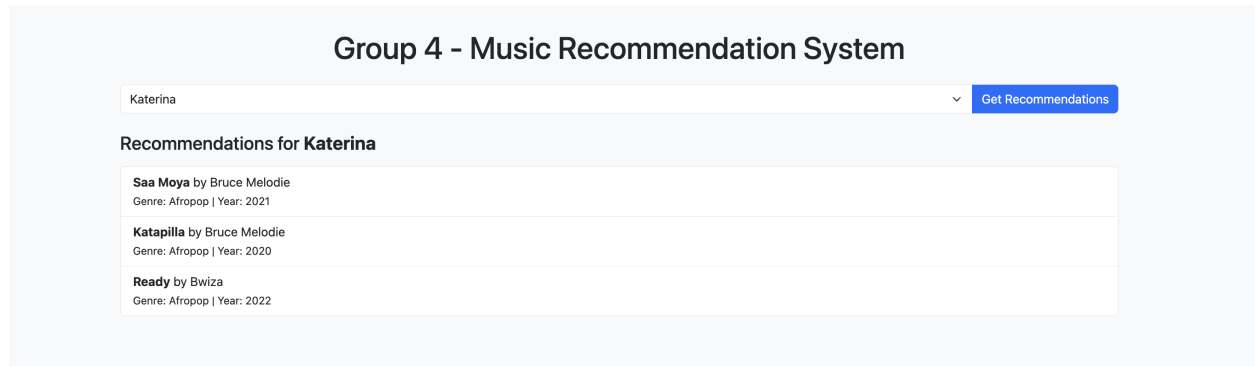 Group 4 - Music Recommendation System
Katerina
Get Recommendations
Recommendations for Katerina
Saa Moya by Bruce Melodie
Genre: Afropop | Year: 2021
Katapilla by Bruce Melodie
Genre: Afropop | Year: 2020
Ready by Bwiza
Genre: Afropop | Year: 2022